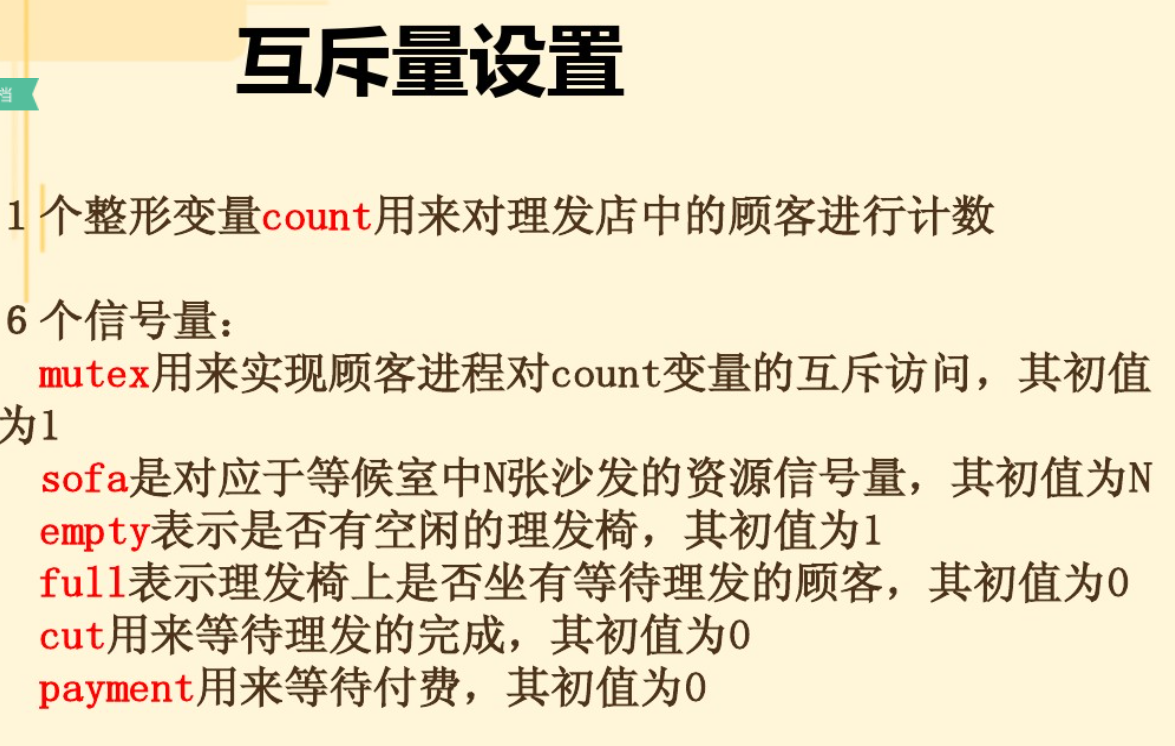 互斥量设置
当
1 个整形变量count用来对理发店中的顾客进行计数
6 个信号量:
mutex用来实现顾客进程对count变量的互斥访问，其初值
为1
sofa是对应于等候室中N张沙发的资源信号量，其初值为N
empty表示是否有空闲的理发椅，其初值为1
full表示理发椅上是否坐有等待理发的顾客，其初值为0
cut用来等待理发的完成，其初值为0
payment用来等待付费，其初值为0